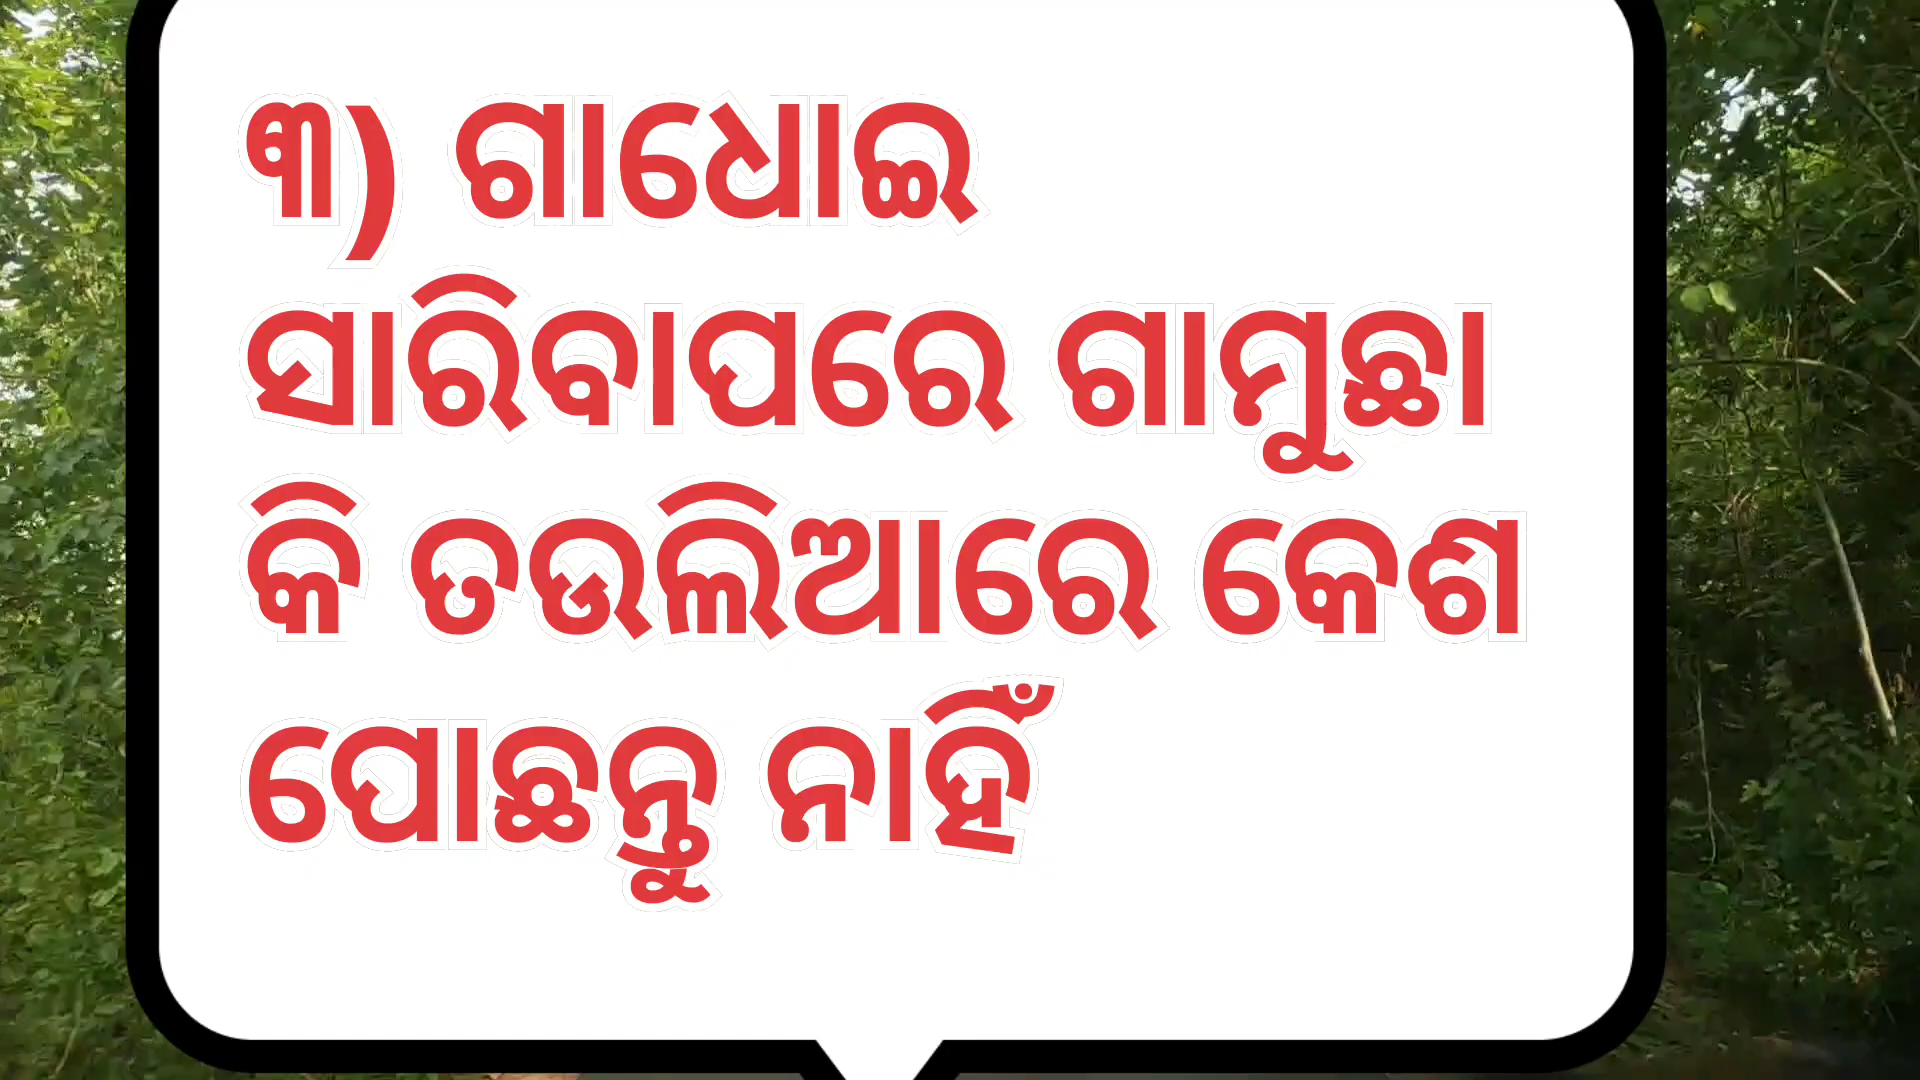 ୩) ଗାଧୋଇ
ସାରିବାପରେ ଗାମୁଛା
କି ତଉଲିଆରେ କେଶ
ପୋଛନ୍ତୁ ନାହିଁ